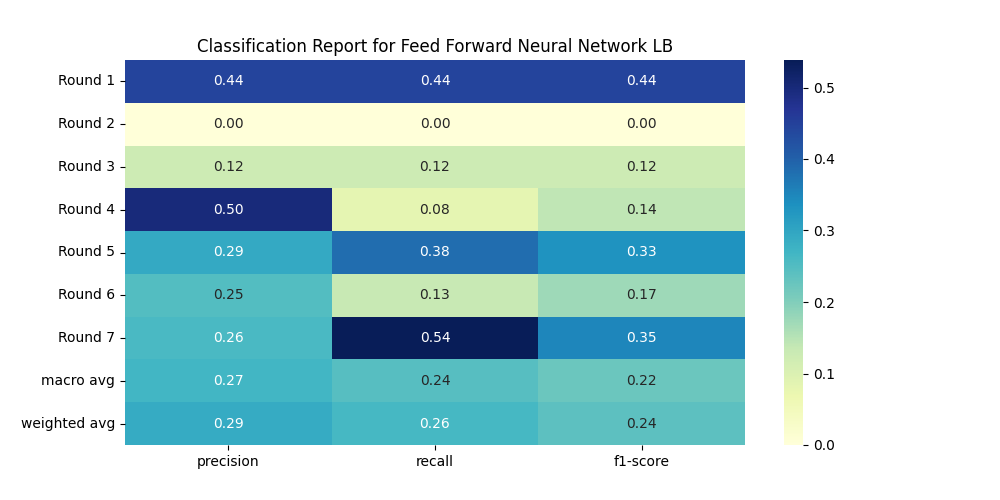 Classification Report for Feed Forward Neural Network LB
Round 1 0.44 0.44 0.44
Round 2 0.00 0.00 0.00
Round 3 0.12 0.12 0.12
Round 4 0.50 0.08 0.14
Round 5 0.29 0.38 0.33
Round 6 0.25 0.13 0.17
Round 7 0.26 0.54 0.35
macro avg 0.27 0.24 0.22
weighted avg 0.29 0.26 0.24
precision recall f1-score
0.5
0.4
0.3
0.2
0.1
0.0